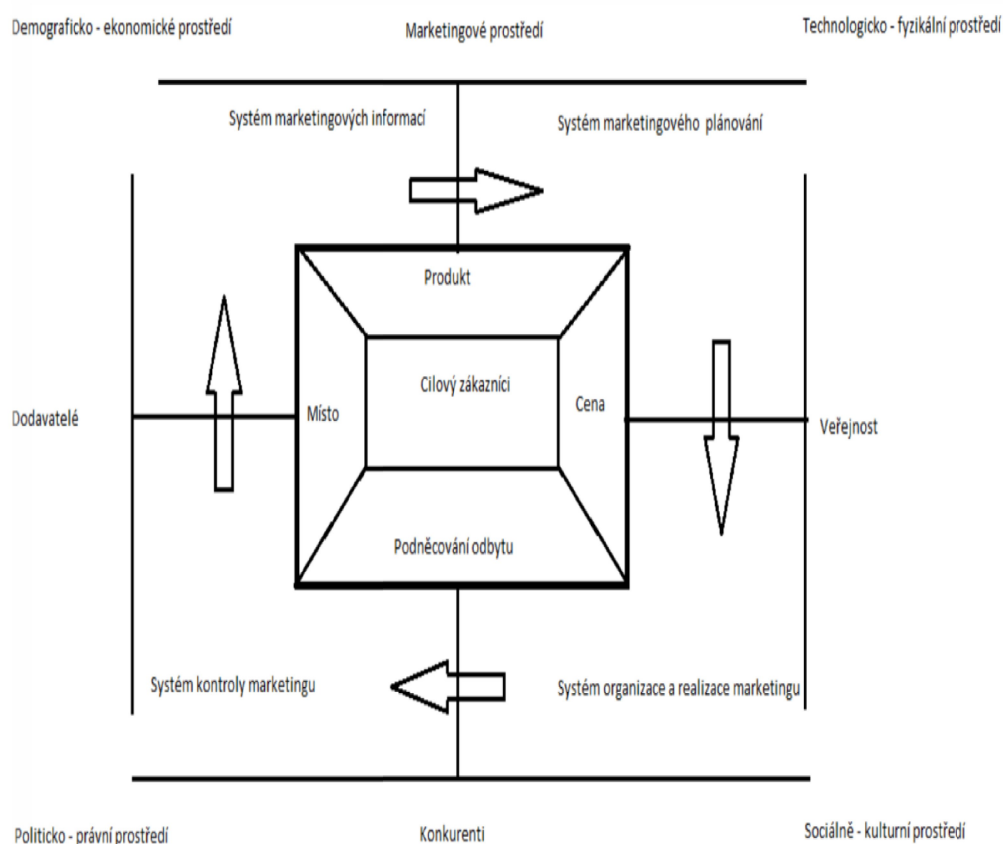 Demograficko - ekonomické prostředí
Marketingové prostředí
Technologicko - fyzikální prostředí
Systém marketingových informací
Systém marketingového plánování
Produkt
Cilový zákazníci
Místo
Cena
Dodavatelé
Veřejnost
Podněcování odbytu
Systém kontroly marketingu
Systém organizace a realizace marketingu
Politicko - právní prostředí
Konkurenti
Sociálně - kulturní prostředí